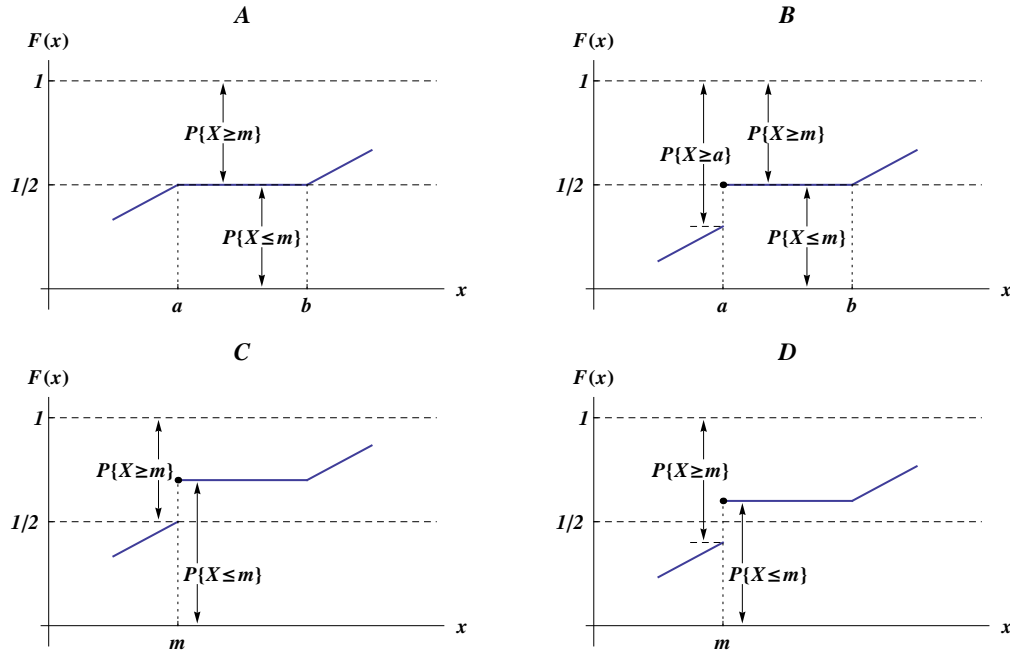 A
F(x)
1
P{X≥m}
1/2
P{X≤m}
x
a
b
B
F(x)
1
P{X≥m}
P{X≥a}
1/2
P{X≤m}
x
a
b
C
F(x)
1
P{X≥m}
1/2
P{X≤m}
x
m
D
F(x)
1
P{X≥m}
1/2
P{X≤m}
x
m